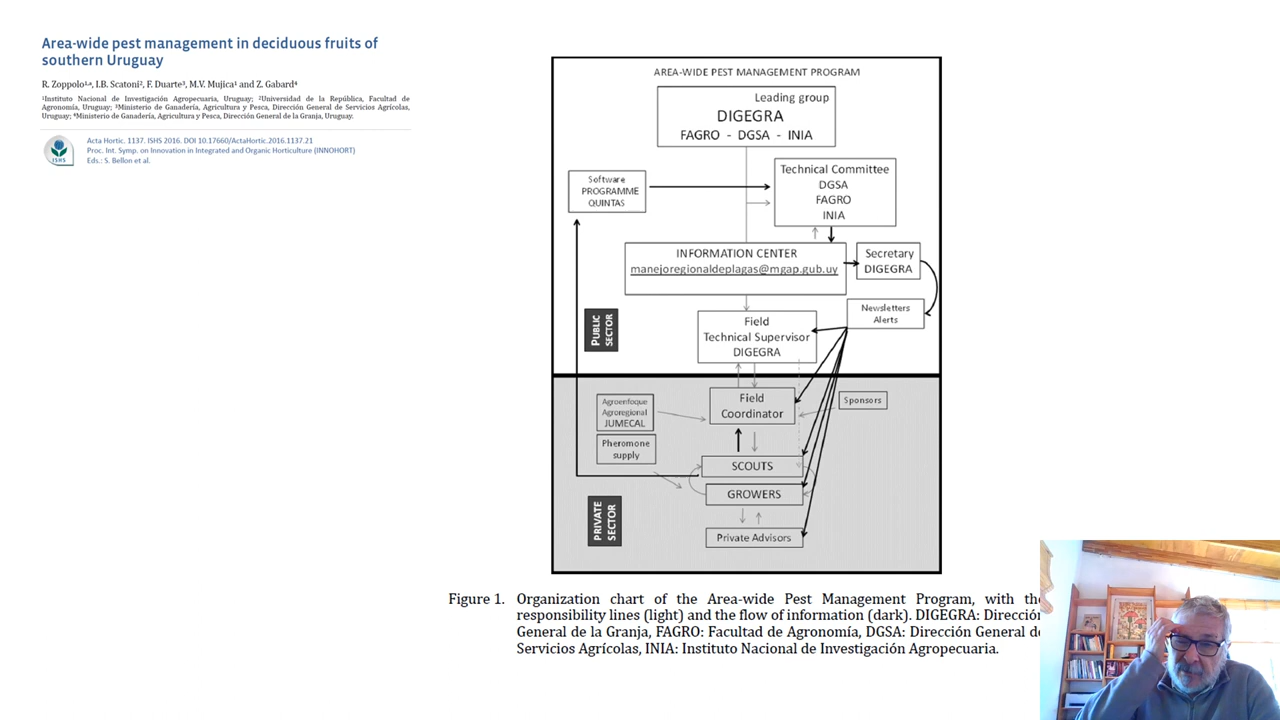 Area-wide pest management in deciduous fruits of
southern Uruguay
R. Zoppolo¹,ᵃ, I.B. Scatoni², F. Duarte³, M.V. Mujica¹ and Z. Gabard⁴
¹Instituto Nacional de Investigación Agropecuaria, Uruguay; ²Universidad de la República, Facultad de
Agronomía, Uruguay; ³Ministerio de Ganadería, Agricultura y Pesca, Dirección General de Servicios Agrícolas,
Uruguay; ⁴Ministerio de Ganadería, Agricultura y Pesca, Dirección General de la Granja, Uruguay.
ISHS
Acta Hortic. 1137. ISHS 2016. DOI 10.17660/ActaHortic.2016.1137.21
Proc. Int. Symp. on Innovation in Integrated and Organic Horticulture (INNOHORT)
Eds.: S. Bellon et al.
AREA-WIDE PEST MANAGEMENT PROGRAM
Leading group
DIGEGRA
FAGRO - DGSA - INIA
Software
PROGRAMME
QUINTAS
Technical Committee
DGSA
FAGRO
INIA
INFORMATION CENTER
manejoregionaldeplagas@mgap.gub.uy
Secretary
DIGEGRA
Newsletters
Alerts
PUBLIC
SECTOR
Field
Technical Supervisor
DIGEGRA
Field
Coordinator
Agroenfoque
Agroregional
JUMECAL
Sponsors
Pheromone
supply
SCOUTS
GROWERS
PRIVATE
SECTOR
Private Advisors
Figure 1. Organization chart of the Area-wide Pest Management Program, with the
responsibility lines (light) and the flow of information (dark). DIGEGRA: Direcció
General de la Granja, FAGRO: Facultad de Agronomía, DGSA: Dirección General d
Servicios Agrícolas, INIA: Instituto Nacional de Investigación Agropecuaria.